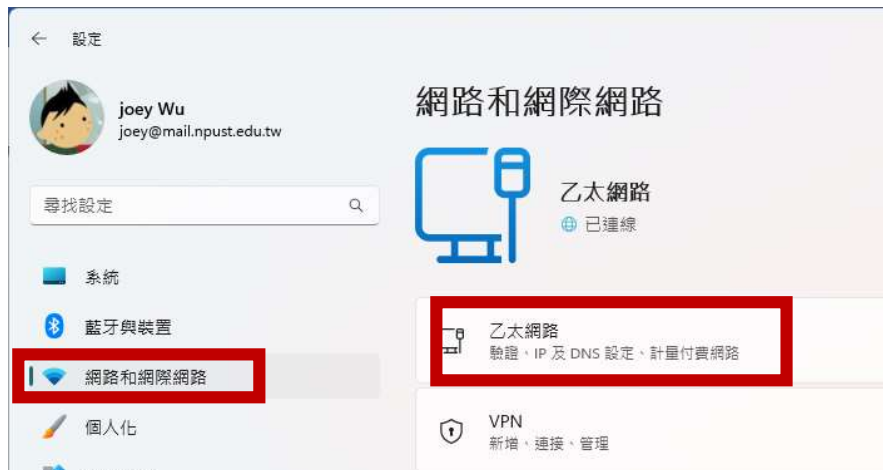 設定
joey Wu
joey@mail.npust.edu.tw
尋找設定
系統
藍牙與裝置
網路和網際網路
個人化
網路和網際網路
乙太網路
已連線
乙太網路
驗證、IP 及 DNS 設定、計量付費網路
VPN
新增、連接、管理